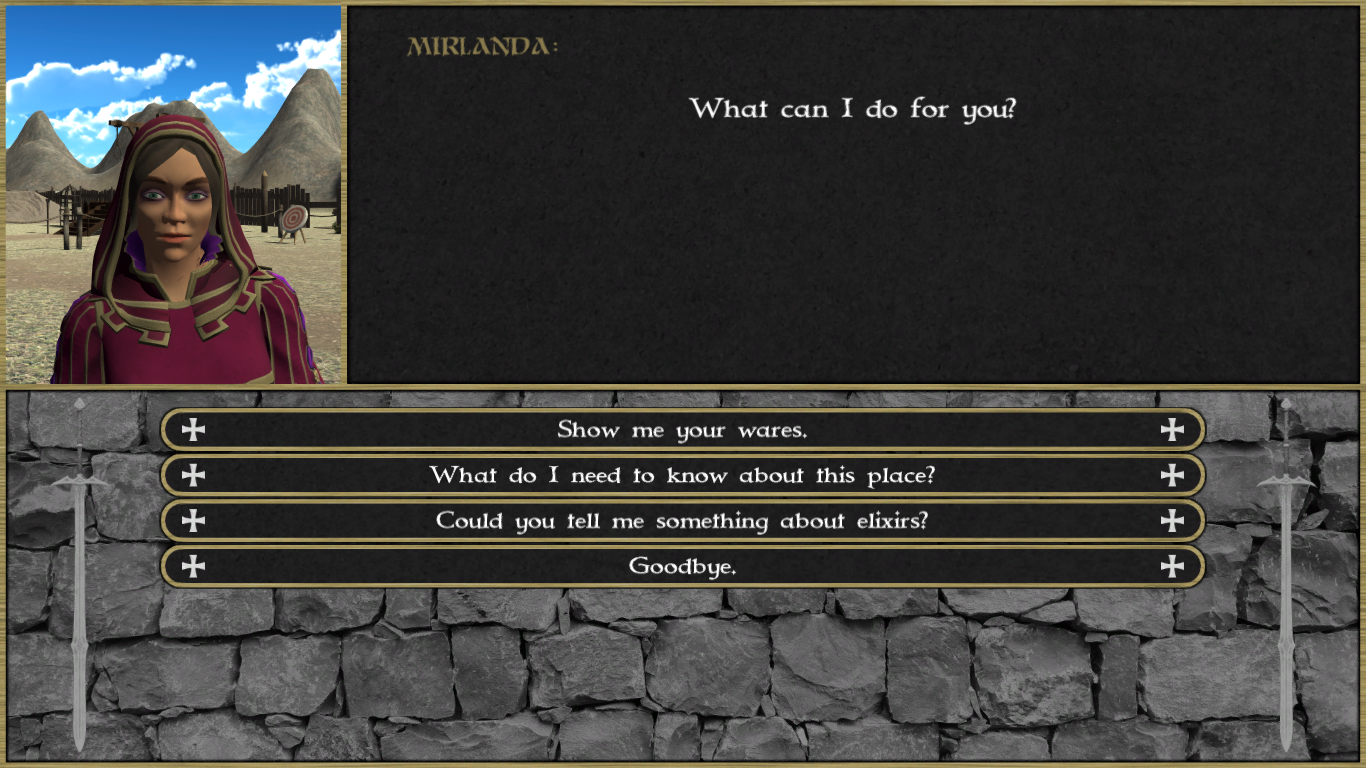 MIRLANDA:
What can I do for you?
Show me your wares.
What do I need to know about this place?
Could you tell me something about elixirs?
Goodbye.